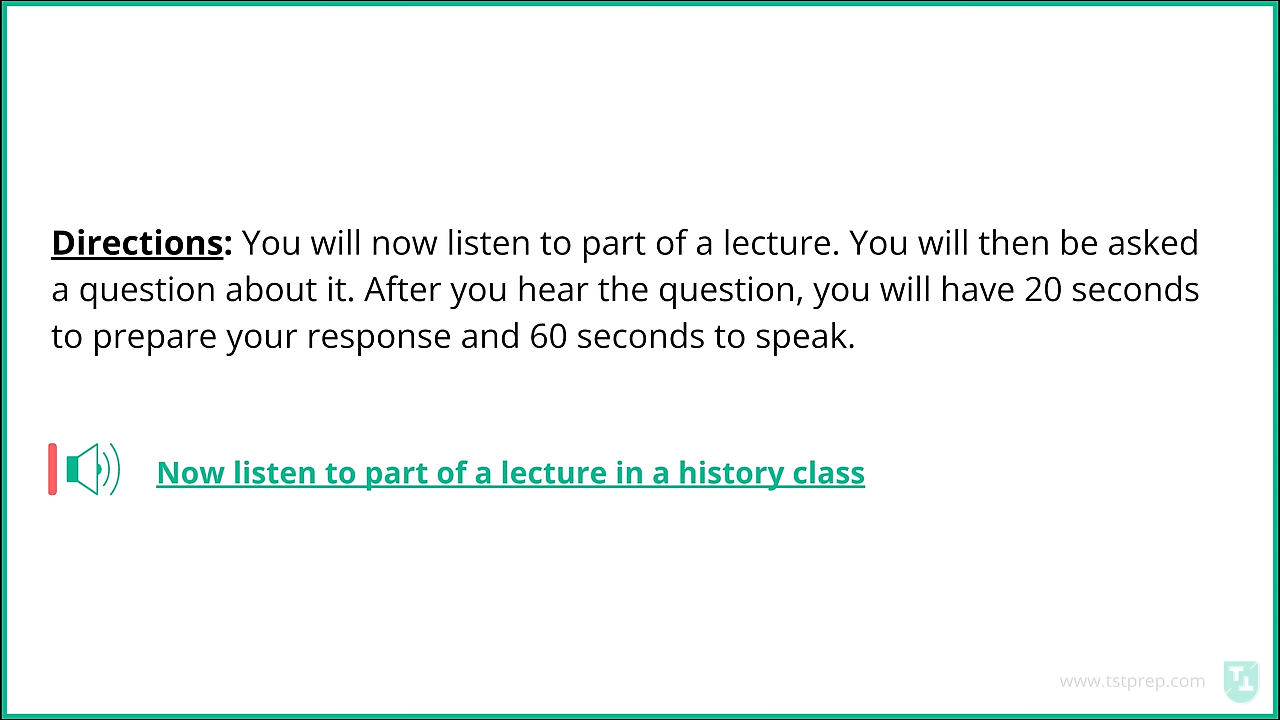 Directions: You will now listen to part of a lecture. You will then be asked
a question about it. After you hear the question, you will have 20 seconds
to prepare your response and 60 seconds to speak.
Now listen to part of a lecture in a history class
www.tstprep.com